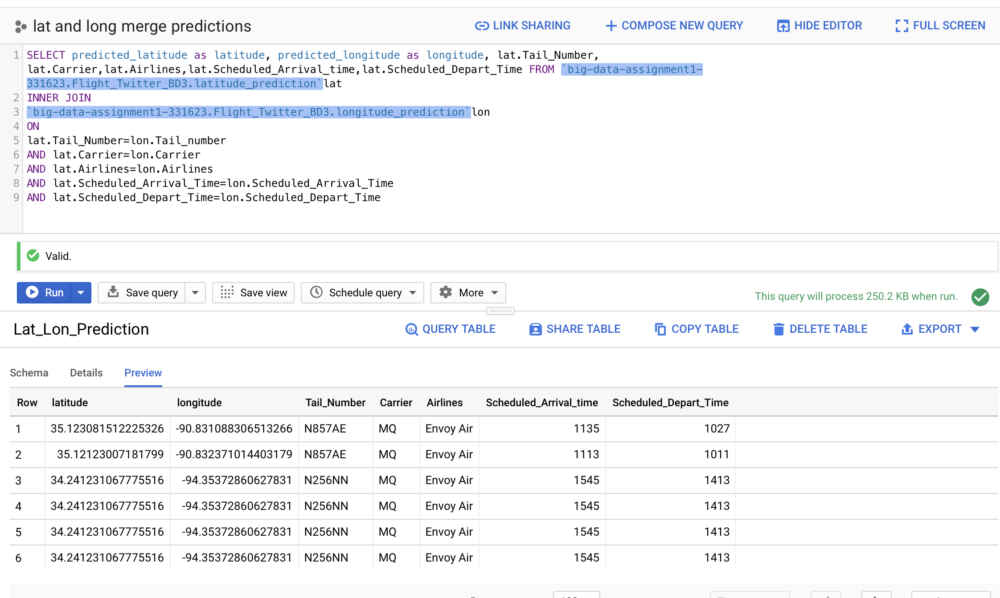 lat and long merge predictions LINK SHARING COMPOSE NEW QUERY HIDE EDITOR FULL SCREEN
1 SELECT predicted_latitude as latitude, predicted_longitude as longitude, lat.Tail_Number,
lat.Carrier,lat.Airlines,lat.Scheduled_Arrival_time,lat.Scheduled_Depart_Time FROM `big-data-assignment1-
331623.Flight_Twitter_BD3.latitude_prediction`lat
2 INNER JOIN
3 `big-data-assignment1-331623.Flight_Twitter_BD3.longitude_prediction`lon
4 ON
5 lat.Tail_Number=lon.Tail_number
6 AND lat.Carrier=lon.Carrier
7 AND lat.Airlines=lon.Airlines
8 AND lat.Scheduled_Arrival_Time=lon.Scheduled_Arrival_Time
9 AND lat.Scheduled_Depart_Time=lon.Scheduled_Depart_Time
Valid.
Run Save query Save view Schedule query More This query will process 250.2 KB when run.
Lat_Lon_Prediction QUERY TABLE SHARE TABLE COPY TABLE DELETE TABLE EXPORT
Schema Details Preview
Row latitude longitude Tail_Number Carrier Airlines Scheduled_Arrival_time Scheduled_Depart_Time
1 35.123081512225326 -90.831088306513266 N857AE MQ Envoy Air 1135 1027
2 35.12123007181799 -90.832371014403179 N857AE MQ Envoy Air 1113 1011
3 34.241231067775516 -94.35372860627831 N256NN MQ Envoy Air 1545 1413
4 34.241231067775516 -94.35372860627831 N256NN MQ Envoy Air 1545 1413
5 34.241231067775516 -94.35372860627831 N256NN MQ Envoy Air 1545 1413
6 34.241231067775516 -94.35372860627831 N256NN MQ Envoy Air 1545 1413